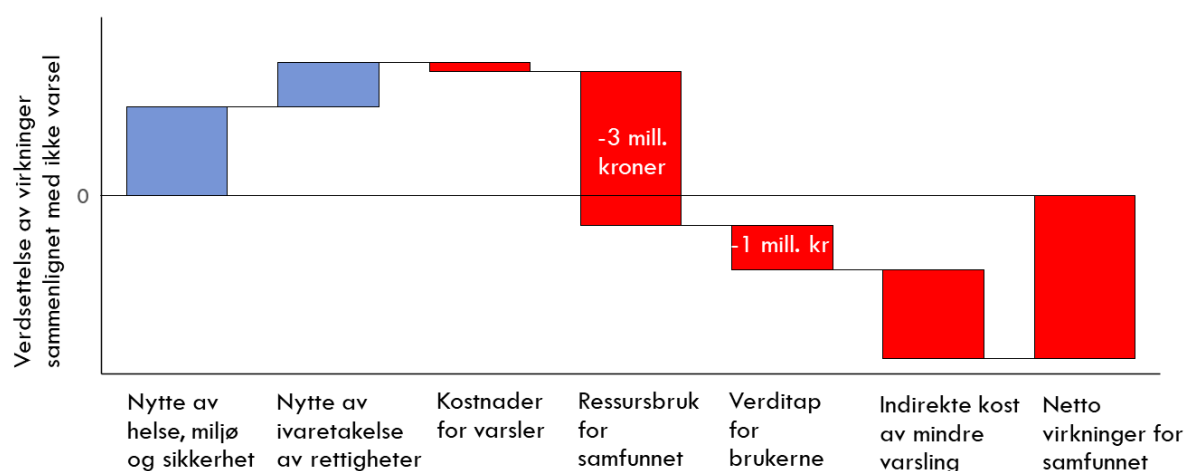 Verdsettelse av virkninger
sammenlignet med ikke varsel
0
-3 mill.
kroner
-1 mill. kr
Nytte av
helse, miljø
og sikkerhet
Nytte av
ivaretakelse
av rettigheter
Kostnader
for varsler
Ressursbruk
for
samfunnet
Verditap
for
brukerne
Indirekte kost
av mindre
varsling
Netto
virkninger for
samfunnet